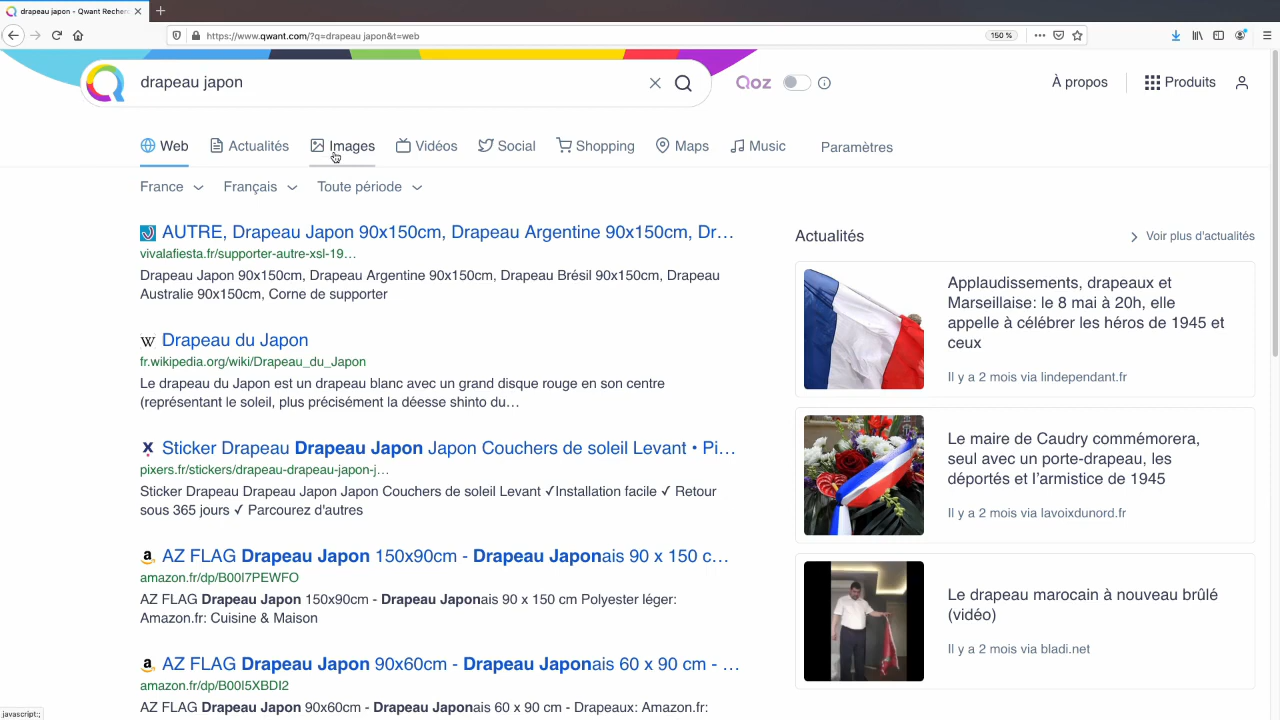 drapeau japon - Qwant Recher
https://www.qwant.com/?q=drapeau japon&t=web
150 %
drapeau japon
Qoz
À propos
Produits
Web
Actualités
Images
Vidéos
Social
Shopping
Maps
Music
Paramètres
France
Français
Toute période
AUTRE, Drapeau Japon 90x150cm, Drapeau Argentine 90x150cm, Dr…
vivalafiesta.fr/supporter-autre-xsl-19…
Drapeau Japon 90x150cm, Drapeau Argentine 90x150cm, Drapeau Brésil 90x150cm, Drapeau
Australie 90x150cm, Corne de supporter
W Drapeau du Japon
fr.wikipedia.org/wiki/Drapeau_du_Japon
Le drapeau du Japon est un drapeau blanc avec un grand disque rouge en son centre
(représentant le soleil, plus précisément la déesse shinto du…
X Sticker Drapeau Drapeau Japon Japon Couchers de soleil Levant • Pi…
pixers.fr/stickers/drapeau-drapeau-japon-j…
Sticker Drapeau Drapeau Japon Japon Couchers de soleil Levant ✓Installation facile ✓ Retour
sous 365 jours ✓ Parcourez d'autres
a AZ FLAG Drapeau Japon 150x90cm - Drapeau Japonais 90 x 150 c…
amazon.fr/dp/B00I7PEWFO
AZ FLAG Drapeau Japon 150x90cm - Drapeau Japonais 90 x 150 cm Polyester léger:
Amazon.fr: Cuisine & Maison
a AZ FLAG Drapeau Japon 90x60cm - Drapeau Japonais 60 x 90 cm - …
amazon.fr/dp/B00I5XBDI2
AZ FLAG Drapeau Japon 90x60cm - Drapeau Japonais 60 x 90 cm - Drapeaux: Amazon.fr:
Actualités
Voir plus d'actualités
Applaudissements, drapeaux et
Marseillaise: le 8 mai à 20h, elle
appelle à célébrer les héros de 1945 et
ceux
Il y a 2 mois via lindependant.fr
Le maire de Caudry commémorera,
seul avec un porte-drapeau, les
déportés et l'armistice de 1945
Il y a 2 mois via lavoixdunord.fr
Le drapeau marocain à nouveau brûlé
(vidéo)
Il y a 2 mois via bladi.net
javascript:;